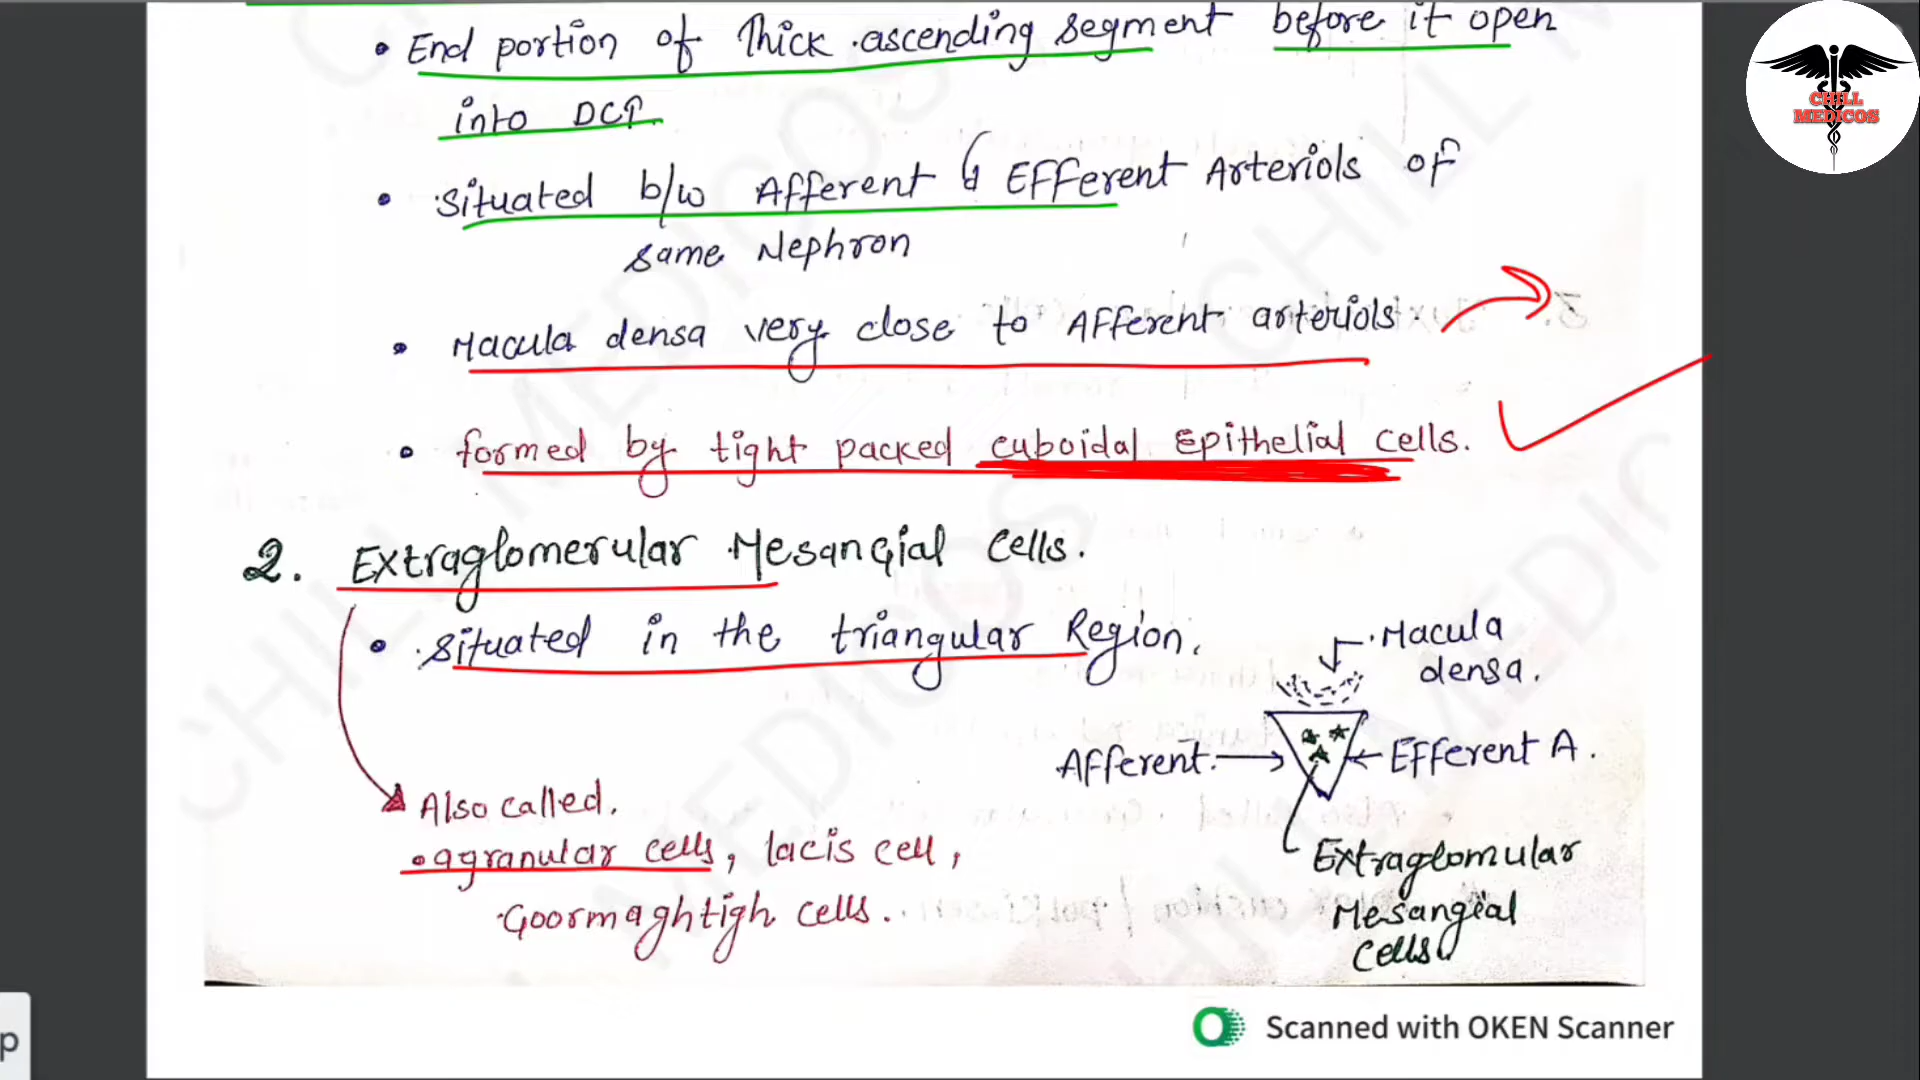 • End portion of Thick ascending segment before it open
into DCT.
• Situated b/w Afferent & Efferent Arteriols of
same Nephron
• Macula densa very close to Afferent arteriols
• formed by tight packed cuboidal Epithelial cells.
2. Extraglomerular Mesangial Cells.
• Situated in the triangular Region.
Macula
densa.
Afferent.
Efferent A.
Extraglomular
Mesangial
Cells
Also called.
• agranular cells, lacis cell,
Goormaghtigh cells.
CHILL
MEDICOS
CHILL MEDICOS
Scanned with OKEN Scanner
p